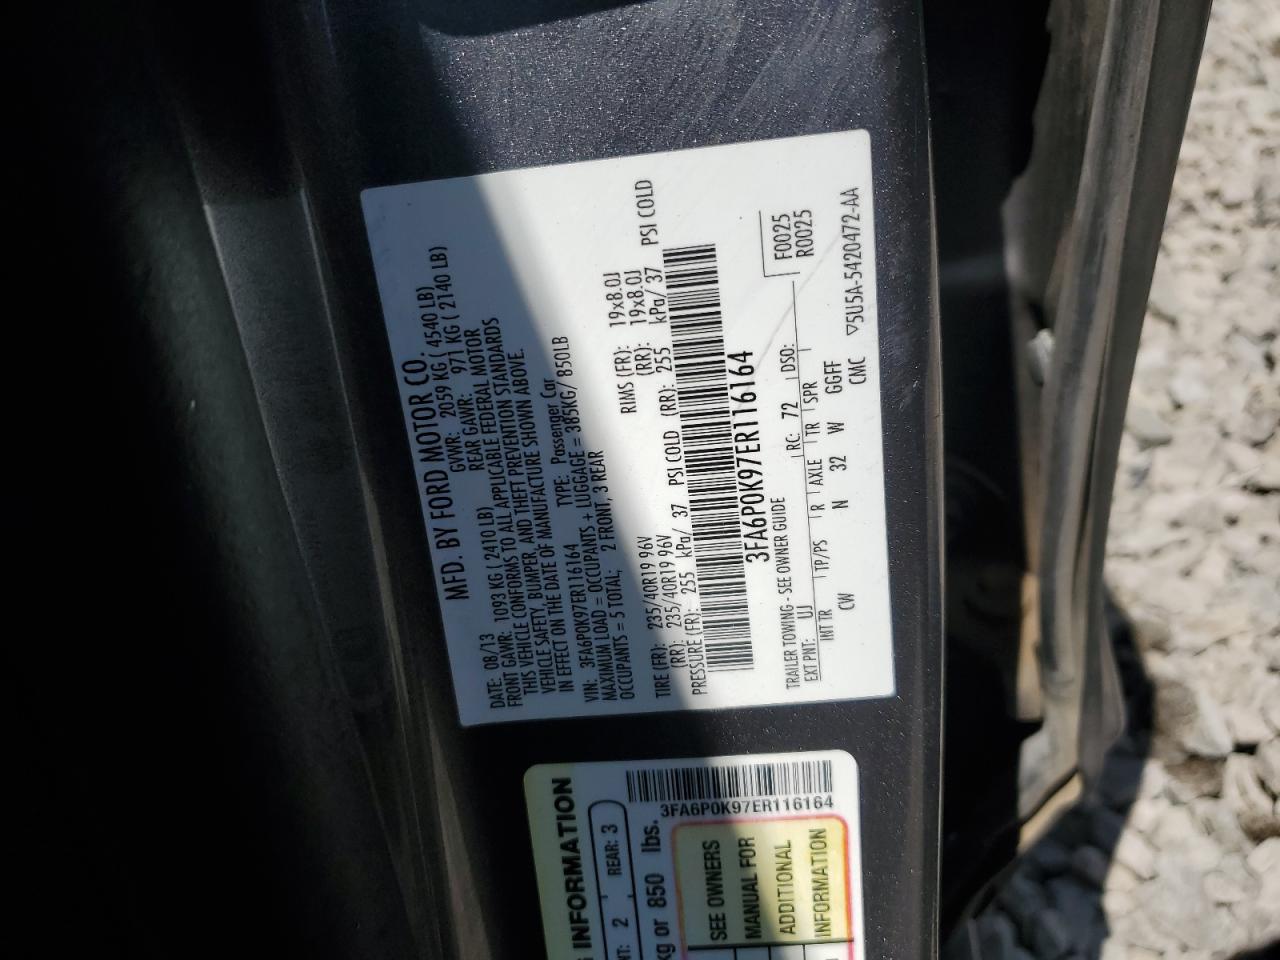 MFD. BY FORD MOTOR CO.
DATE: 08/13 GVWR: 2059 KG ( 4540 LB)
FRONT GAWR: 1093 KG ( 2410 LB) REAR GAWR: 971 KG ( 2140 LB)
THIS VEHICLE CONFORMS TO ALL APPLICABLE FEDERAL MOTOR
VEHICLE SAFETY, BUMPER, AND THEFT PREVENTION STANDARDS
IN EFFECT ON THE DATE OF MANUFACTURE SHOWN ABOVE.
VIN: 3FA6P0K97ER116164 TYPE: Passenger Car
MAXIMUM LOAD = OCCUPANTS + LUGGAGE = 385KG/ 850LB
OCCUPANTS = 5 TOTAL; 2 FRONT, 3 REAR
TIRE (FR): 235/40R19 96V RIMS (FR): 19x8.0J
(RR): 235/40R19 96V (RR): 19x8.0J
PRESSURE (FR): 255 kPa/ 37 PSI COLD (RR): 255 kPa/ 37 PSI COLD
3FA6P0K97ER116164
F0025
R0025
TRAILER TOWING - SEE OWNER GUIDE
EXT PNT: UJ RC: 72 DSO:
INT TR TP/PS R AXLE TR SPR
CW N 32 W GGFF
CMC ▽5U5A-5420472-AA
INFORMATION
2 REAR: 3
kg or 850 lbs.
3FA6P0K97ER116164
SEE OWNERS
MANUAL FOR
ADDITIONAL
INFORMATION